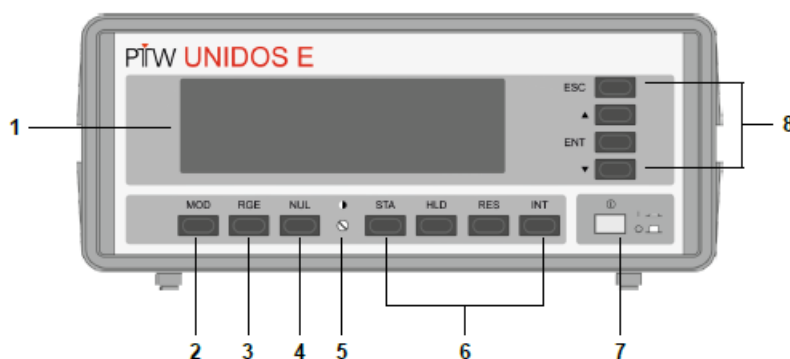 PTW UNIDOS E
ESC
1
▲
8
ENT
▼
MOD RGE NUL STA HLD RES INT
2 3 4 5 6 7